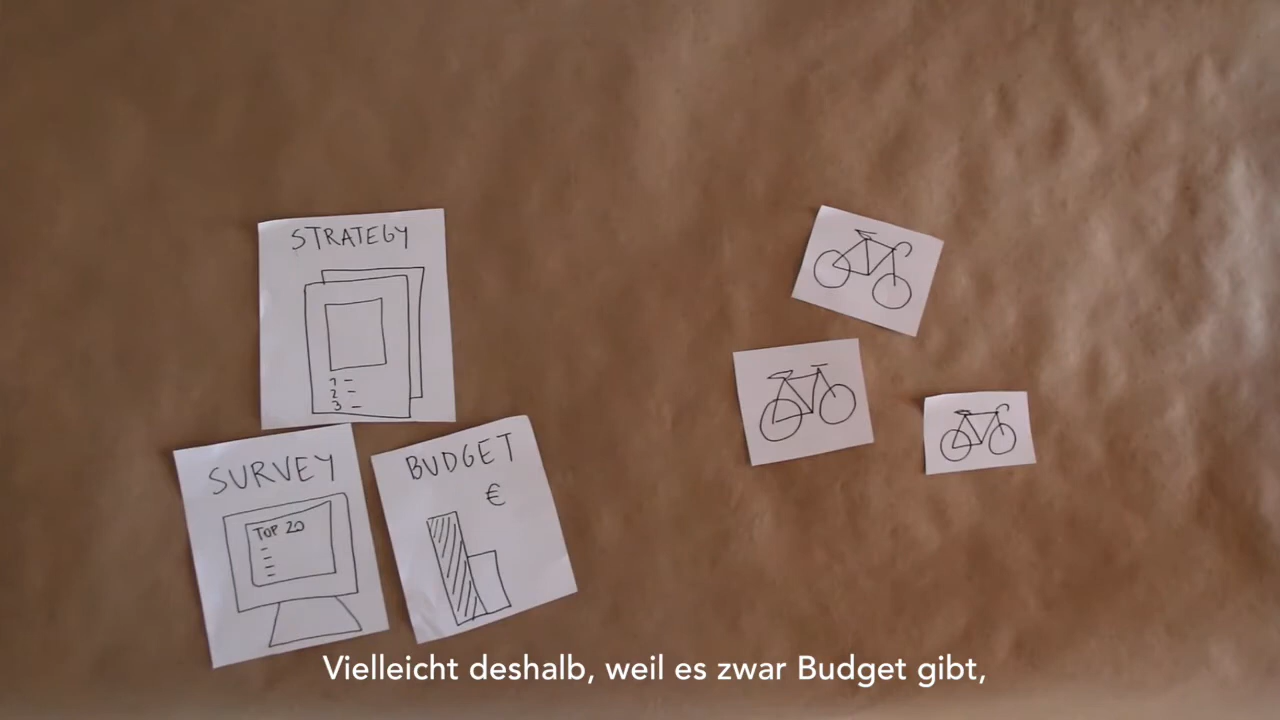 STRATEGY
1 –
2 –
3 –
SURVEY
TOP 20
BUDGET
€
Vielleicht deshalb, weil es zwar Budget gibt,